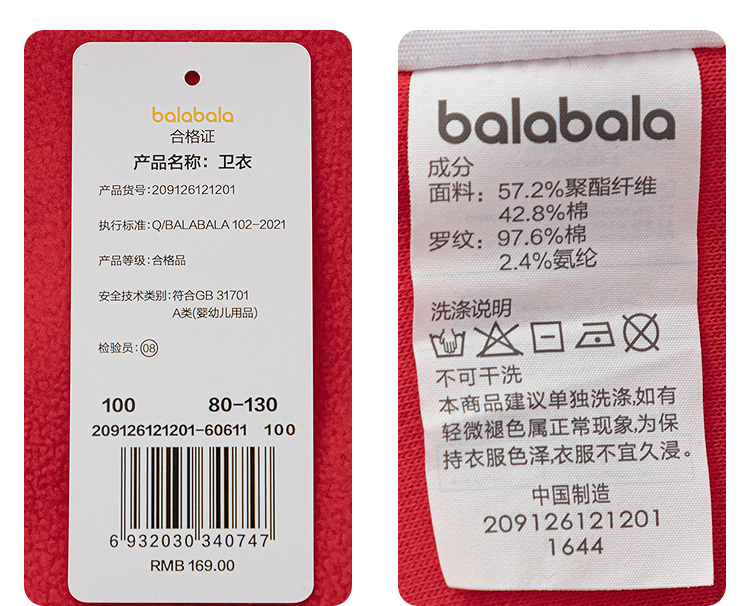 balabala
合格证
产品名称：卫衣
产品货号:209126121201
执行标准:Q/BALABALA 102-2021
产品等级:合格品
安全技术类别:符合GB 31701
A类(婴幼儿用品)
检验员:08
100 80-130
209126121201-60611 100
6 932030 340747
RMB 169.00
balabala
成分
面料：57.2%聚酯纤维
42.8%棉
罗纹：97.6%棉
2.4%氨纶
洗涤说明
不可干洗
本商品建议单独洗涤,如有
轻微褪色属正常现象,为保
持衣服色泽,衣服不宜久浸。
中国制造
209126121201
1644